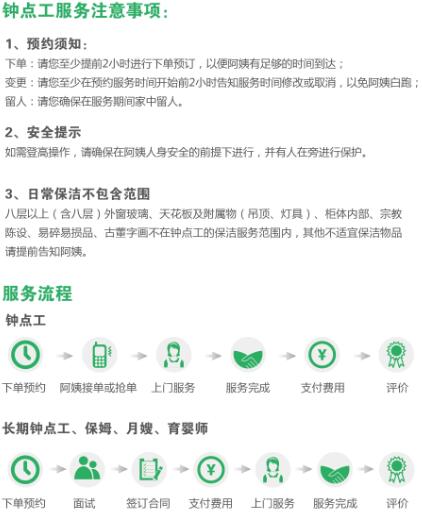 钟点工服务注意事项：
1、预约须知：
下单：请您至少提前2小时进行下单预订，以便阿姨有足够的时间到达；
变更：请您至少在预约服务时间开始前2小时告知服务时间修改或取消，以免阿姨白跑；
留人：请您确保在服务期间家中留人。
2、安全提示
如需登高操作，请确保在阿姨人身安全的前提下进行，并有人在旁进行保护。
3、日常保洁不包含范围
八层以上（含八层）外窗玻璃、天花板及附属物（吊顶、灯具）、柜体内部、宗教
陈设、易碎易损品、古董字画不在钟点工的保洁服务范围内，其他不适宜保洁物品
请提前告知阿姨。
服务流程
钟点工
下单预约 阿姨接单或抢单 上门服务 服务完成 支付费用 评价
长期钟点工、保姆、月嫂、育婴师
下单预约 面试 签订合同 支付费用 上门服务 服务完成 评价